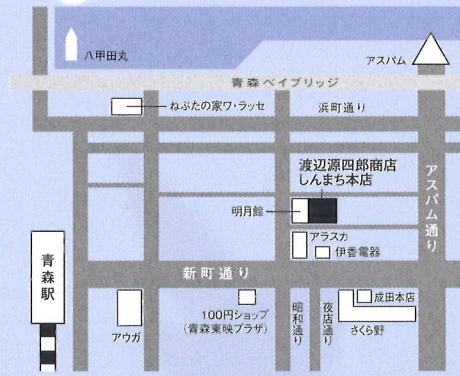 八甲田丸
アスパム
青森ベイブリッジ
ねぶたの家ワ・ラッセ
浜町通り
渡辺源四郎商店
しんまち本店
明月館
アスパム通り
アラスカ
伊香電器
青森駅
新町通り
アウガ
100円ショップ
(青森東映プラザ)
昭和通り
夜店通り
成田本店
さくら野